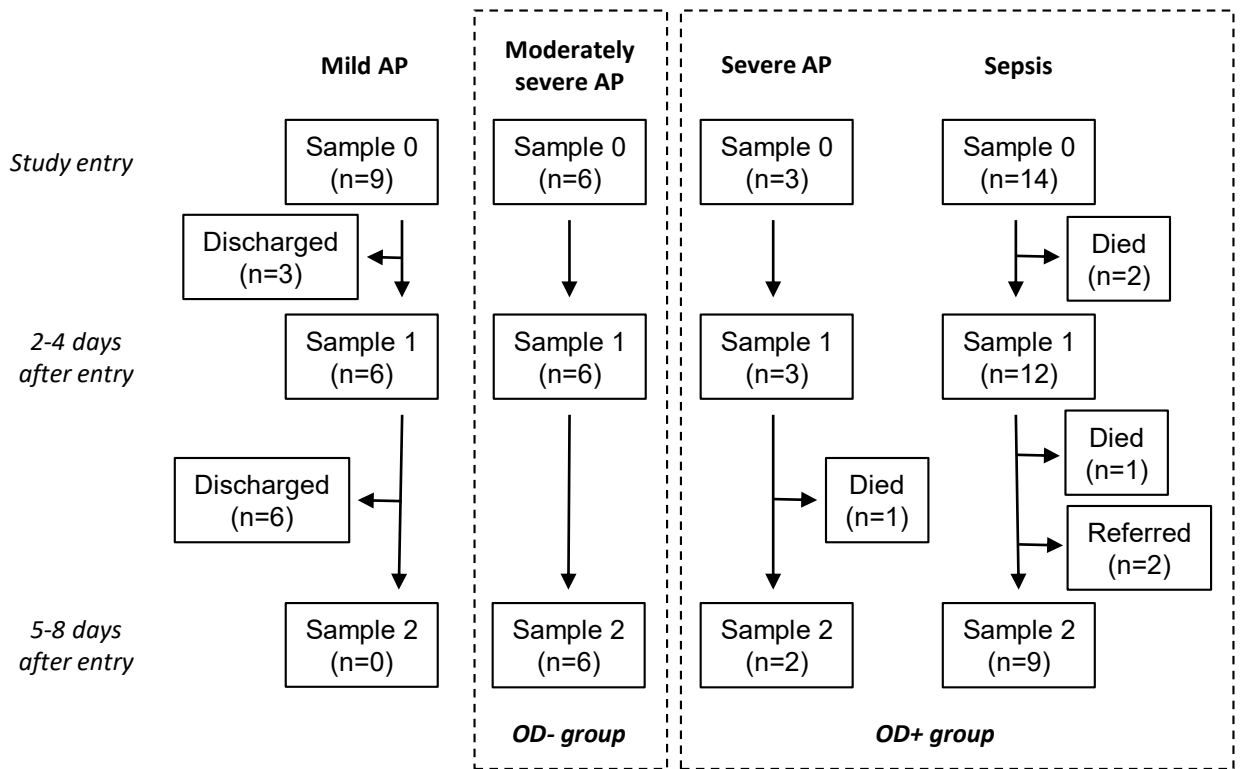 Mild AP
Moderately
severe AP
Severe AP
Sepsis
Study entry
Sample 0
(n=9)
Sample 0
(n=6)
Sample 0
(n=3)
Sample 0
(n=14)
Discharged
(n=3)
Died
(n=2)
2-4 days
after entry
Sample 1
(n=6)
Sample 1
(n=6)
Sample 1
(n=3)
Sample 1
(n=12)
Discharged
(n=6)
Died
(n=1)
Died
(n=1)
Referred
(n=2)
5-8 days
after entry
Sample 2
(n=0)
Sample 2
(n=6)
Sample 2
(n=2)
Sample 2
(n=9)
OD- group
OD+ group